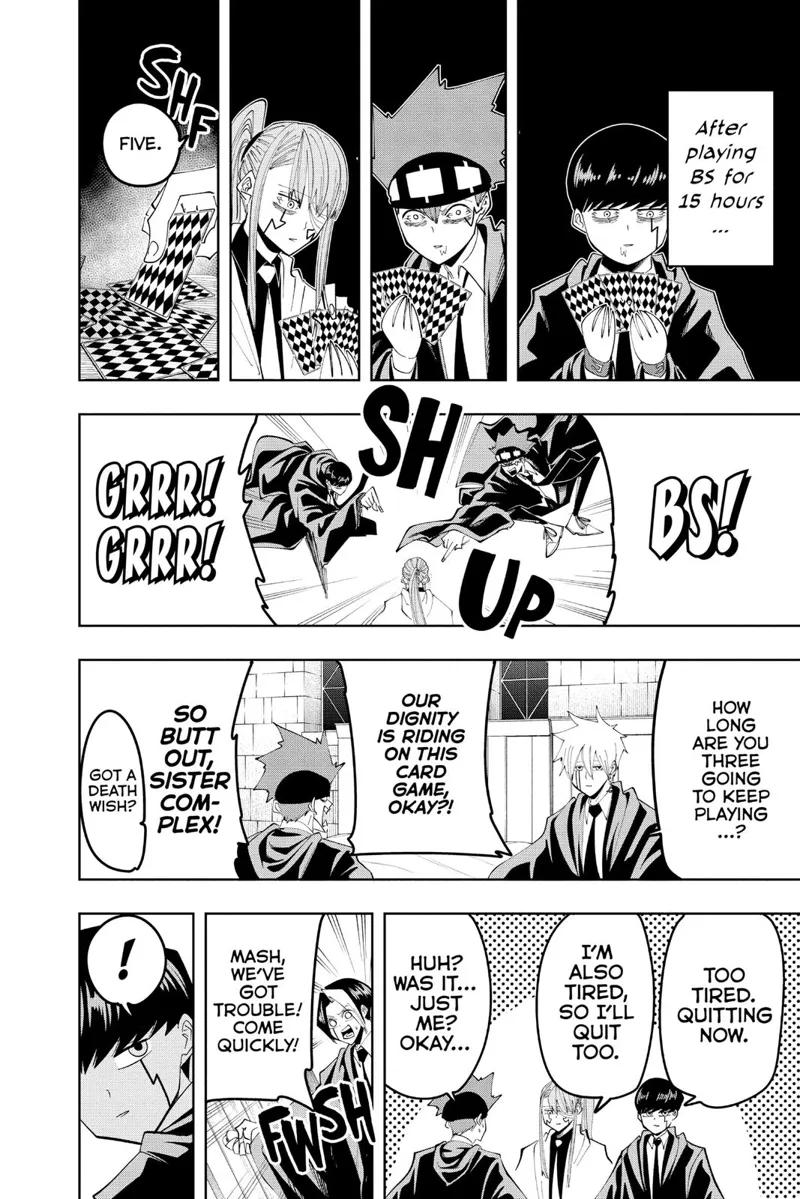 After
playing
BS for
15 hours
...
SHF
FIVE.
BS!
SH
UP
GRRR!
GRRR!
HOW
LONG
ARE YOU
THREE
GOING
TO KEEP
PLAYING
...?
OUR
DIGNITY
IS RIDING
ON THIS
CARD
GAME,
OKAY?!
SO
BUTT
OUT,
SISTER
COM-
PLEX!
GOT A
DEATH
WISH?
TOO
TIRED.
QUITTING
NOW.
I'M
ALSO
TIRED,
SO I'LL
QUIT
TOO.
HUH?
WAS IT...
JUST
ME?
OKAY...
MASH,
WE'VE
GOT
TROUBLE!
COME
QUICKLY!
FWSH
!